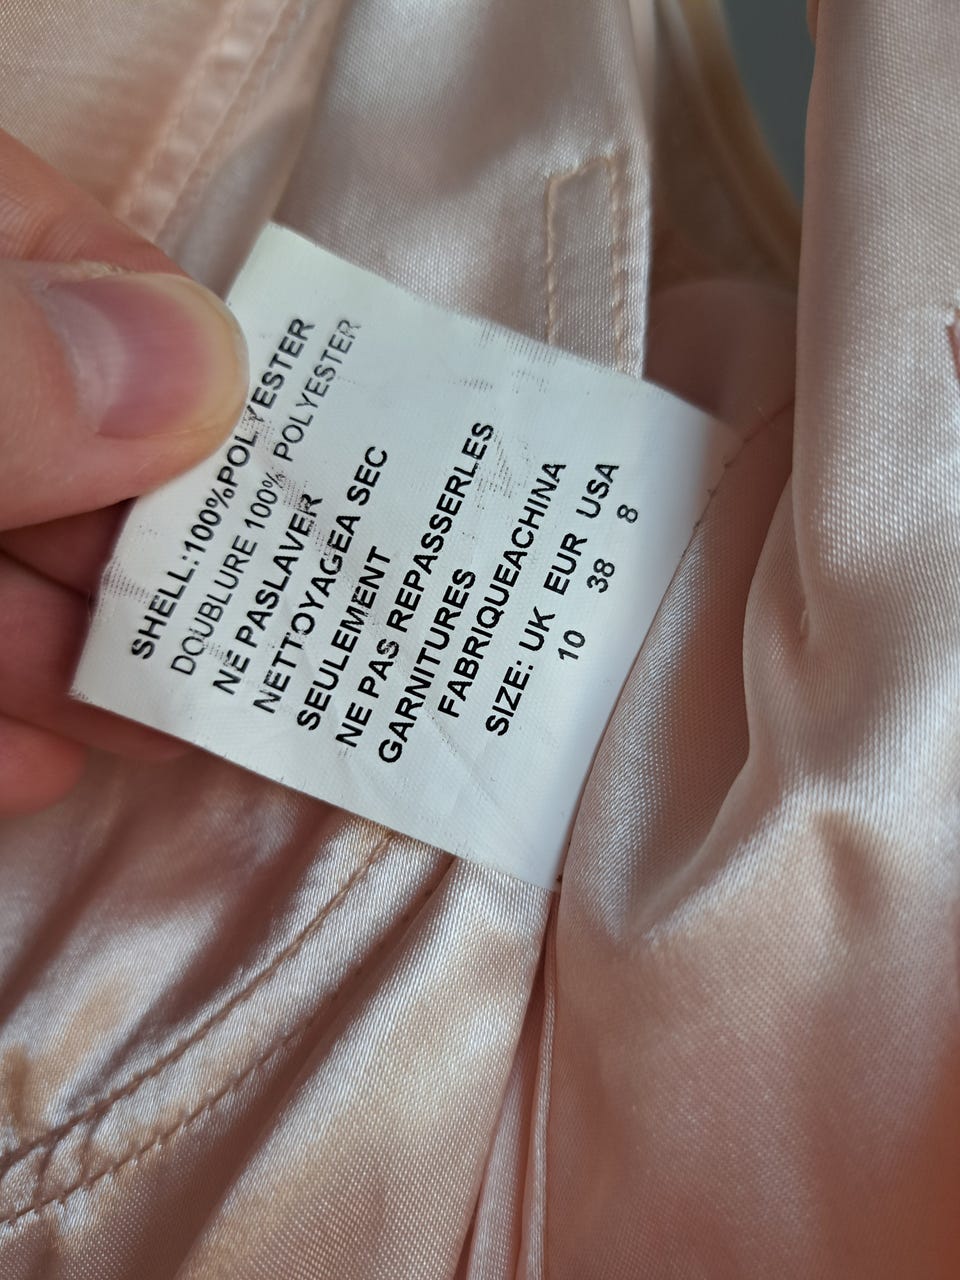 SHELL:100%POLYESTER
DOUBLURE 100% POLYESTER
NE PASLAVER
NETTOYAGEA SEC
SEULEMENT
NE PAS REPASSERLES
GARNITURES
FABRIQUEACHINA
SIZE: UK EUR USA
10 38 8